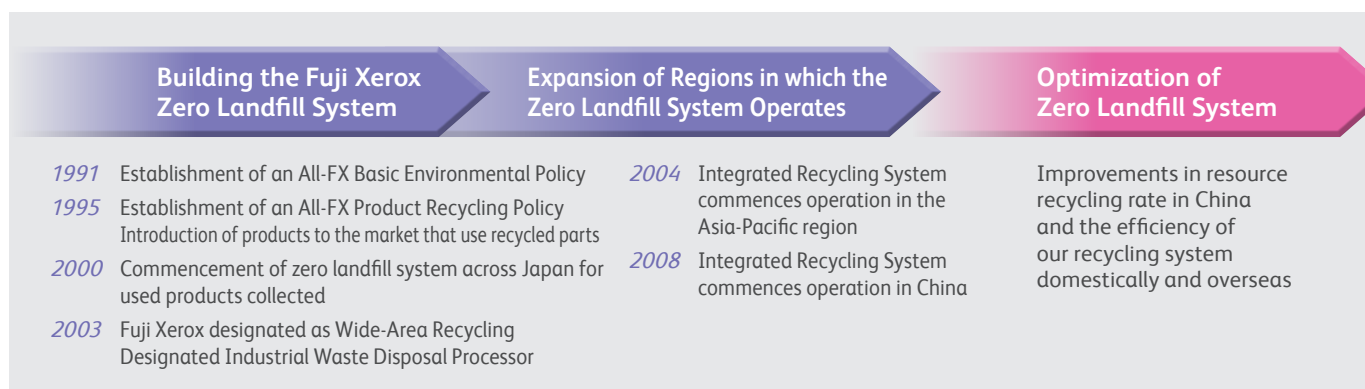 Building the Fuji Xerox
Zero Landfill System
Expansion of Regions in which the
Zero Landfill System Operates
Optimization of
Zero Landfill System
1991 Establishment of an All-FX Basic Environmental Policy
1995 Establishment of an All-FX Product Recycling Policy
Introduction of products to the market that use recycled parts
2000 Commencement of zero landfill system across Japan for
used products collected
2003 Fuji Xerox designated as Wide-Area Recycling
Designated Industrial Waste Disposal Processor
2004 Integrated Recycling System
commences operation in the
Asia-Pacific region
2008 Integrated Recycling System
commences operation in China
Improvements in resource
recycling rate in China
and the efficiency of
our recycling system
domestically and overseas